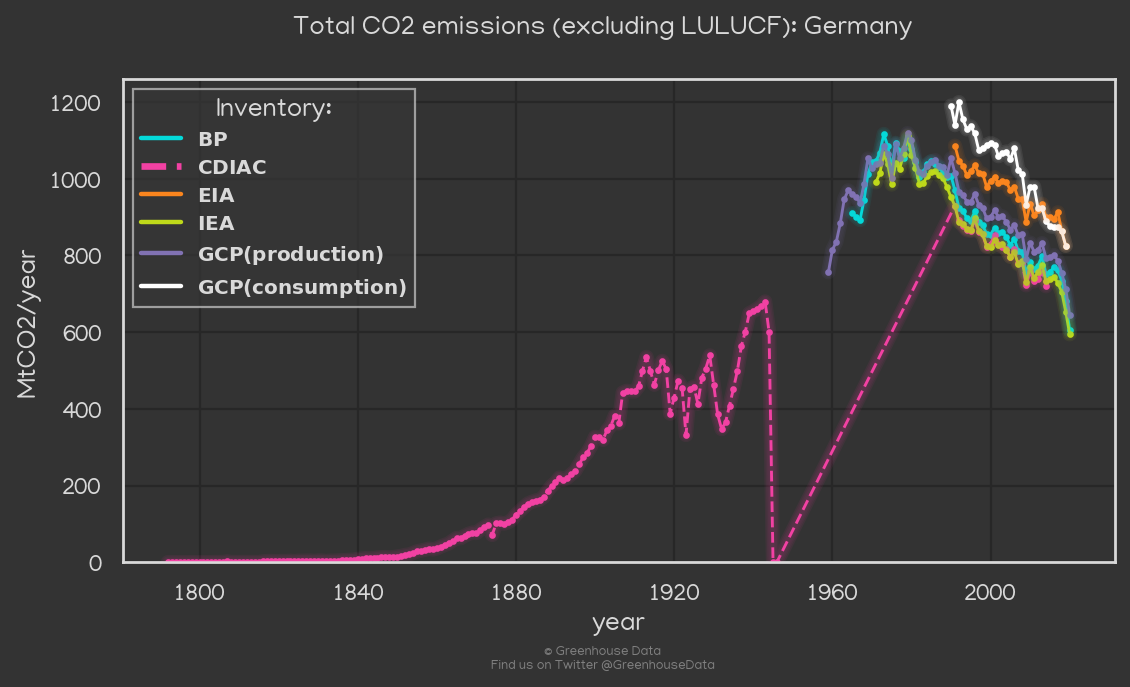 Total CO2 emissions (excluding LULUCF): Germany
Inventory:
BP
CDIAC
EIA
IEA
GCP(production)
GCP(consumption)
MtCO2/year
1200
1000
800
600
400
200
0
1800 1840 1880 1920 1960 2000
year
© Greenhouse Data
Find us on Twitter @GreenhouseData